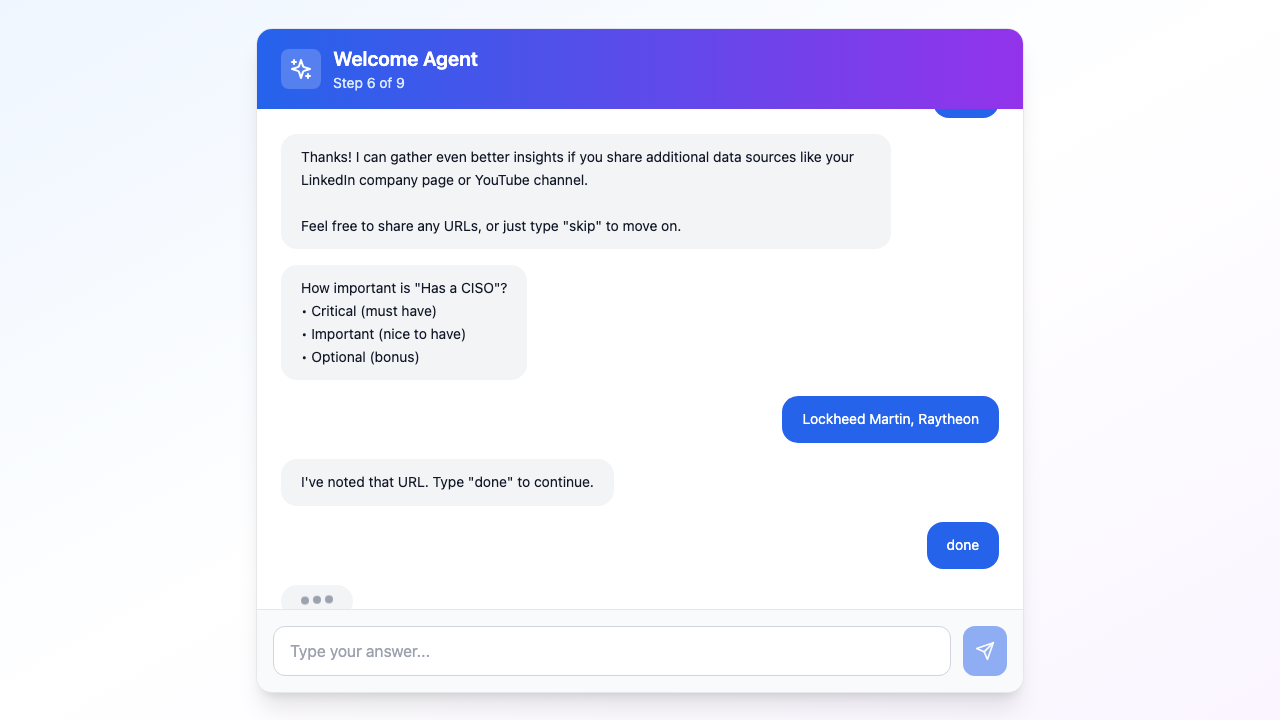 Welcome Agent
Step 6 of 9
Thanks! I can gather even better insights if you share additional data sources like your
LinkedIn company page or YouTube channel.
Feel free to share any URLs, or just type "skip" to move on.
How important is "Has a CISO"?
• Critical (must have)
• Important (nice to have)
• Optional (bonus)
Lockheed Martin, Raytheon
I've noted that URL. Type "done" to continue.
done
Type your answer...